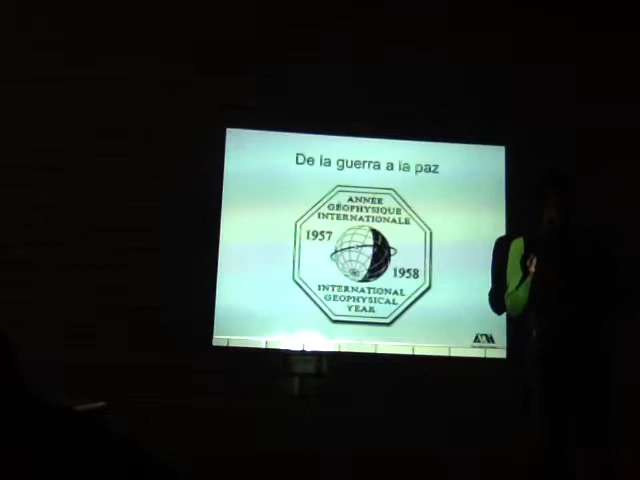 De la guerra a la paz
ANNÉE
GÉOPHYSIQUE
INTERNATIONALE
1957
1958
INTERNATIONAL
GEOPHYSICAL
YEAR